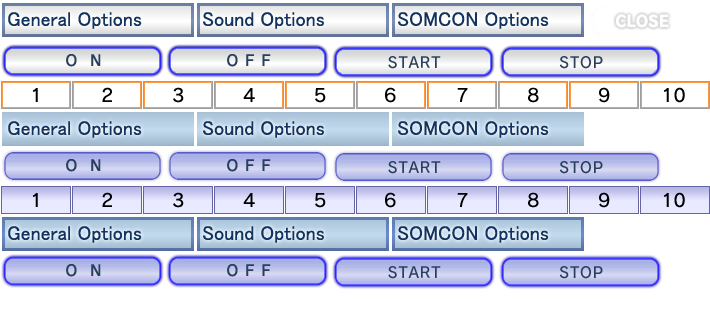 General Options Sound Options SOMCON Options CLOSE
O N O F F START STOP
1 2 3 4 5 6 7 8 9 10
General Options Sound Options SOMCON Options
O N O F F START STOP
1 2 3 4 5 6 7 8 9 10
General Options Sound Options SOMCON Options
O N O F F START STOP